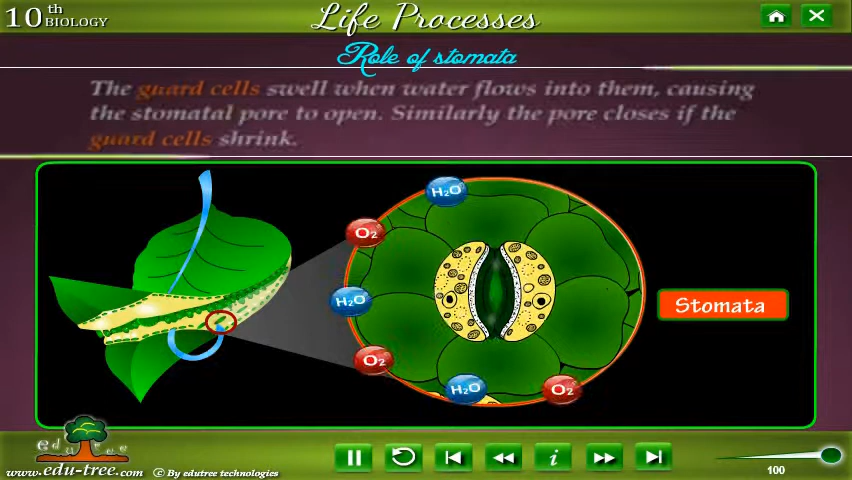 10th BIOLOGY
Life Processes
Role of stomata
The guard cells swell when water flows into them, causing
the stomatal pore to open. Similarly the pore closes if the
guard cells shrink.
H₂O
O₂
H₂O
Stomata
O₂
H₂O
O₂
edu tree
www.edu-tree.com © By edutree technologies
i
100